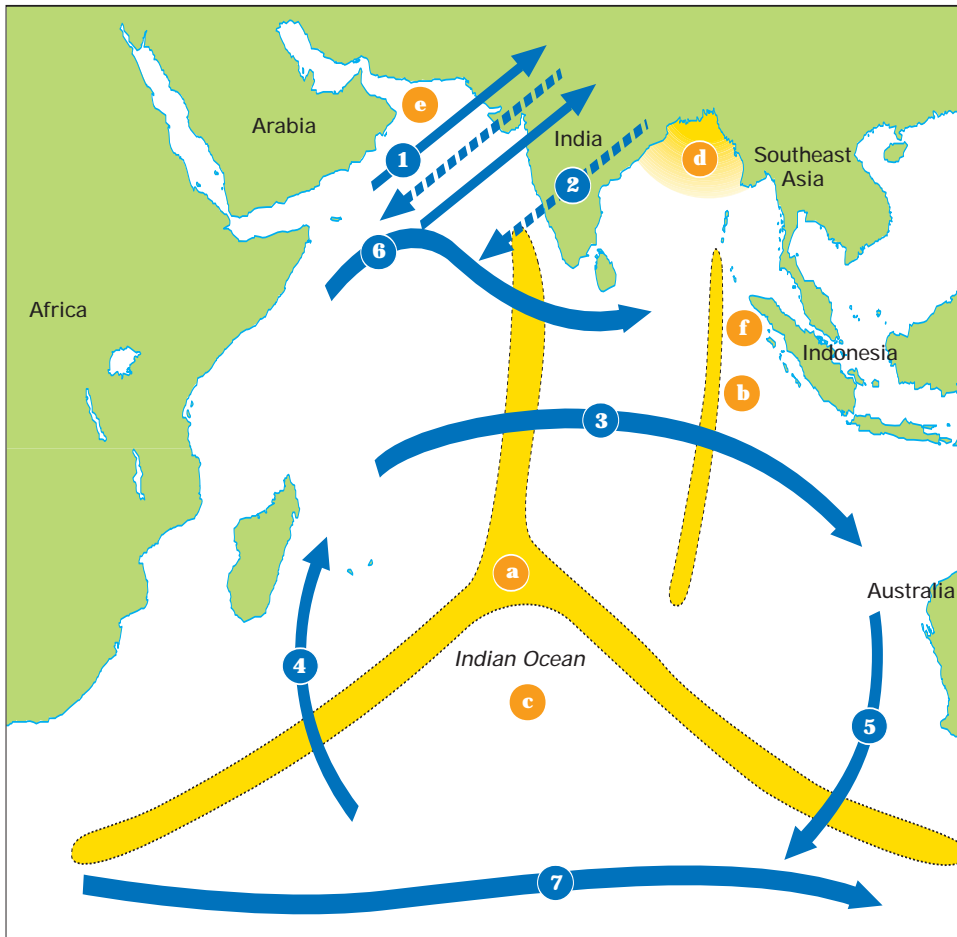 e
Arabia
1
India
2
d
Southeast
Asia
6
Africa
f
Indonesia
b
3
a
Australia
Indian Ocean
4
c
5
7